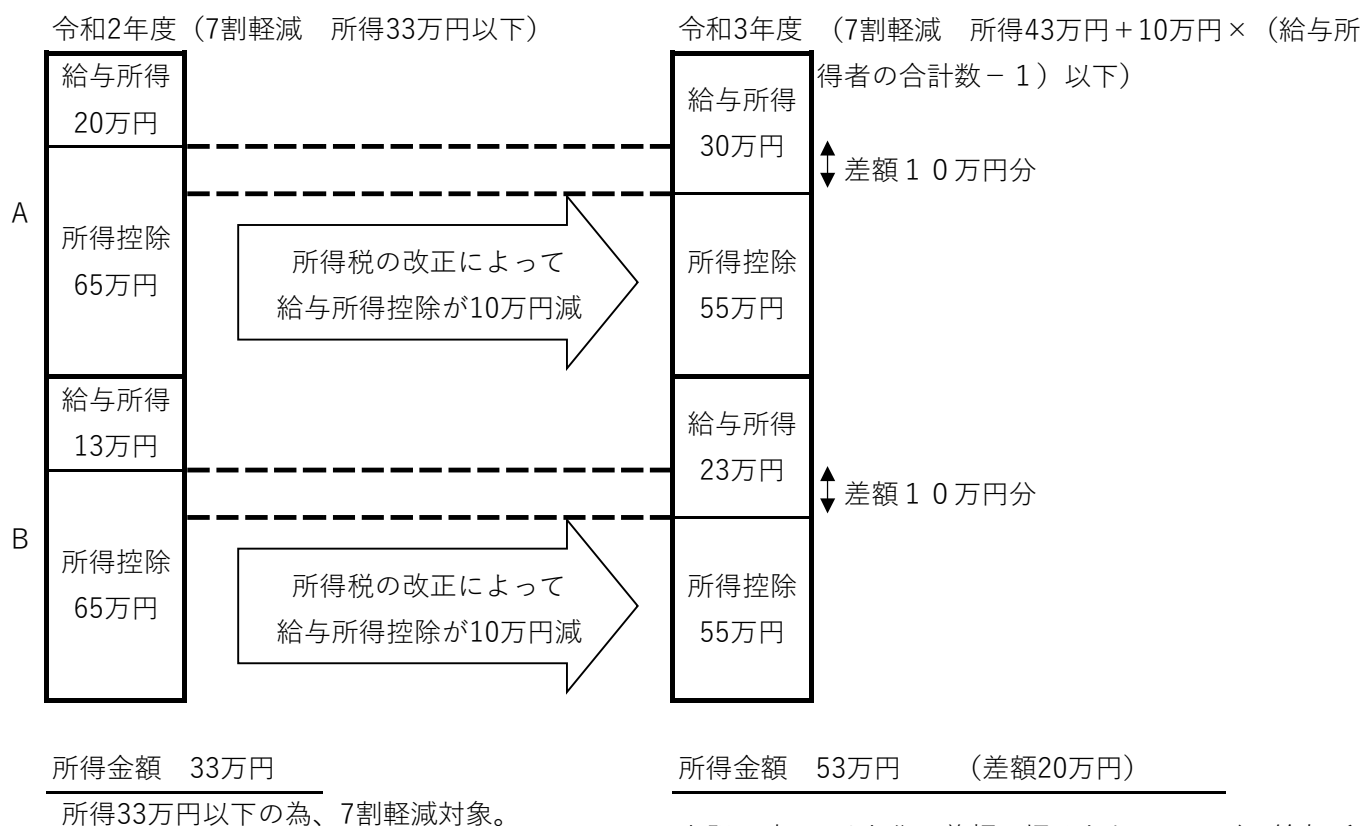 令和2年度（7割軽減　所得33万円以下）
令和3年度　（7割軽減　所得43万円＋10万円×（給与所
得者の合計数－１）以下）
A
給与所得
20万円
所得控除
65万円
所得税の改正によって
給与所得控除が10万円減
給与所得
30万円
差額１０万円分
所得控除
55万円
B
給与所得
13万円
所得控除
65万円
所得税の改正によって
給与所得控除が10万円減
給与所得
23万円
差額１０万円分
所得控除
55万円
所得金額　33万円
所得33万円以下の為、7割軽減対象。
所得金額　53万円　　（差額20万円）